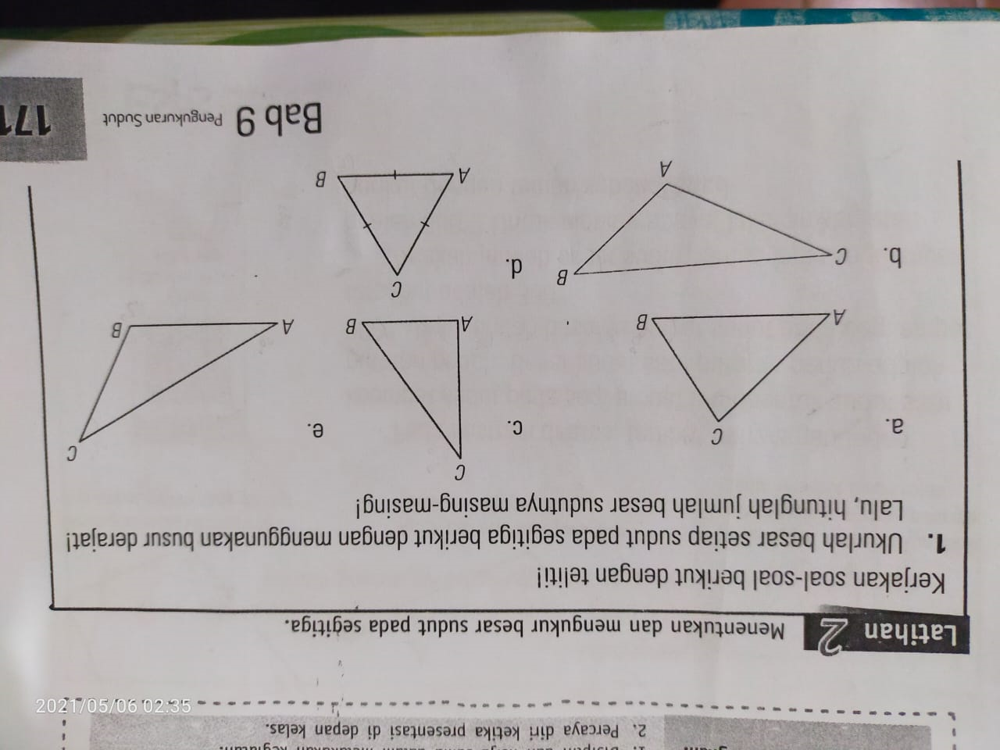 2. Percaya diri ketika presentasi di depan kelas.
Latihan 2 Menentukan dan mengukur besar sudut pada segitiga.
Kerjakan soal-soal berikut dengan teliti!
1. Ukurlah besar setiap sudut pada segitiga berikut dengan menggunakan busur derajat!
Lalu, hitunglah jumlah besar sudutnya masing-masing!
a.
C
A
B
c.
C
A
B
e.
C
A
B
b.
C
B
A
d.
C
A
B
Bab 9 Pengukuran Sudut 171
2021/05/06 02:35